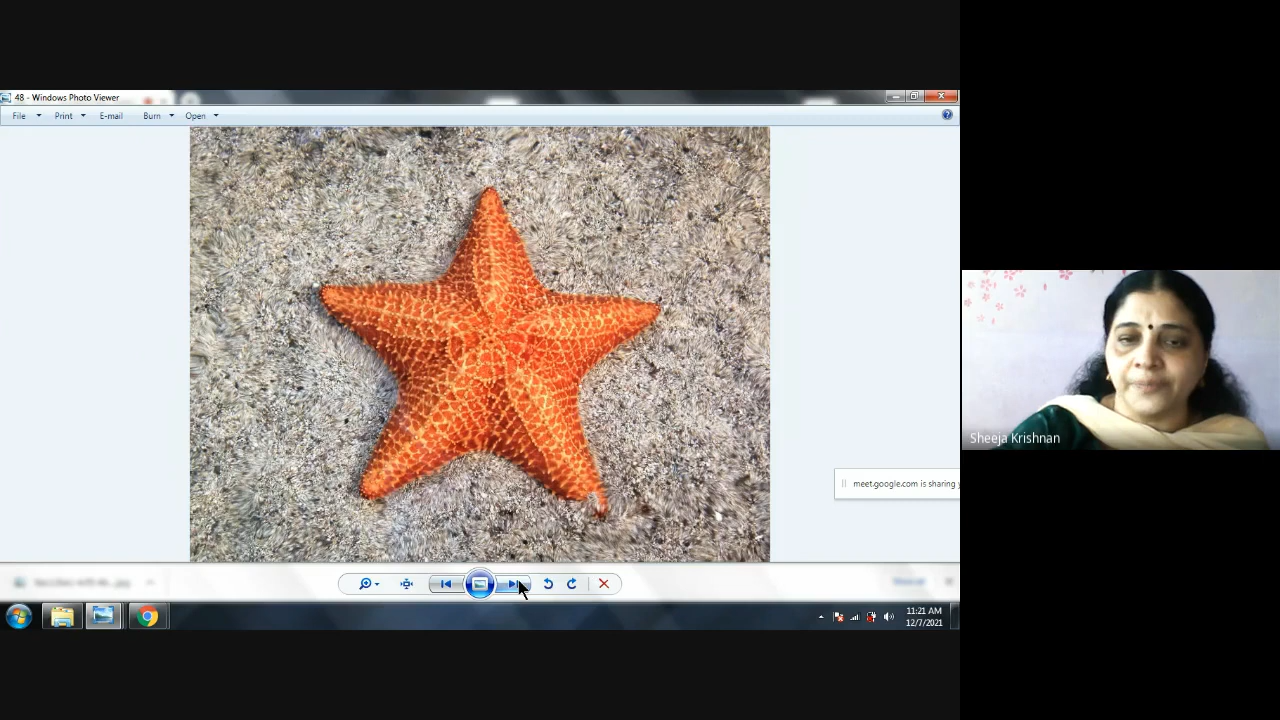 48 - Windows Photo Viewer
File Print E-mail Burn Open
Sheeja Krishnan
meet.google.com is sharing
11:21 AM
12/7/2021